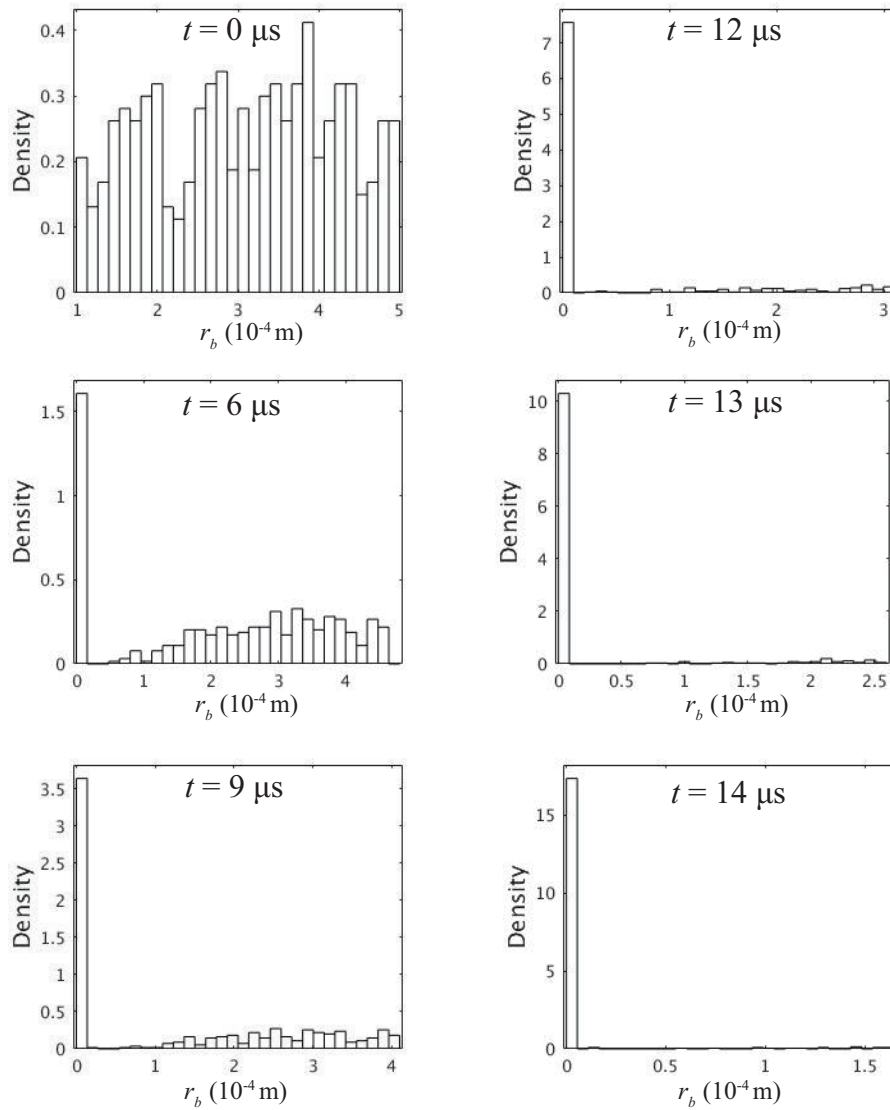 t = 0 μs
0.4
0.3
0.2
0.1
0
Density
1 2 3 4 5
r_b (10⁻⁴ m)
t = 12 μs
7
6
5
4
3
2
1
0
Density
0 1 2 3
r_b (10⁻⁴ m)
t = 6 μs
1.5
1
0.5
0
Density
0 1 2 3 4
r_b (10⁻⁴ m)
t = 13 μs
10
8
6
4
2
0
Density
0 0.5 1 1.5 2 2.5
r_b (10⁻⁴ m)
t = 9 μs
3.5
3
2.5
2
1.5
1
0.5
0
Density
0 1 2 3 4
r_b (10⁻⁴ m)
t = 14 μs
15
10
5
0
Density
0 0.5 1 1.5
r_b (10⁻⁴ m)